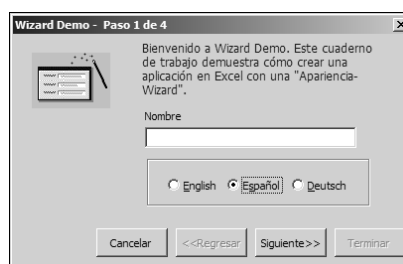 Wizard Demo - Paso 1 de 4
Bienvenido a Wizard Demo. Este cuaderno
de trabajo demuestra cómo crear una
aplicación en Excel con una "Apariencia-
Wizard".
Nombre
English Español Deutsch
Cancelar <<Regresar Siguiente>> Terminar